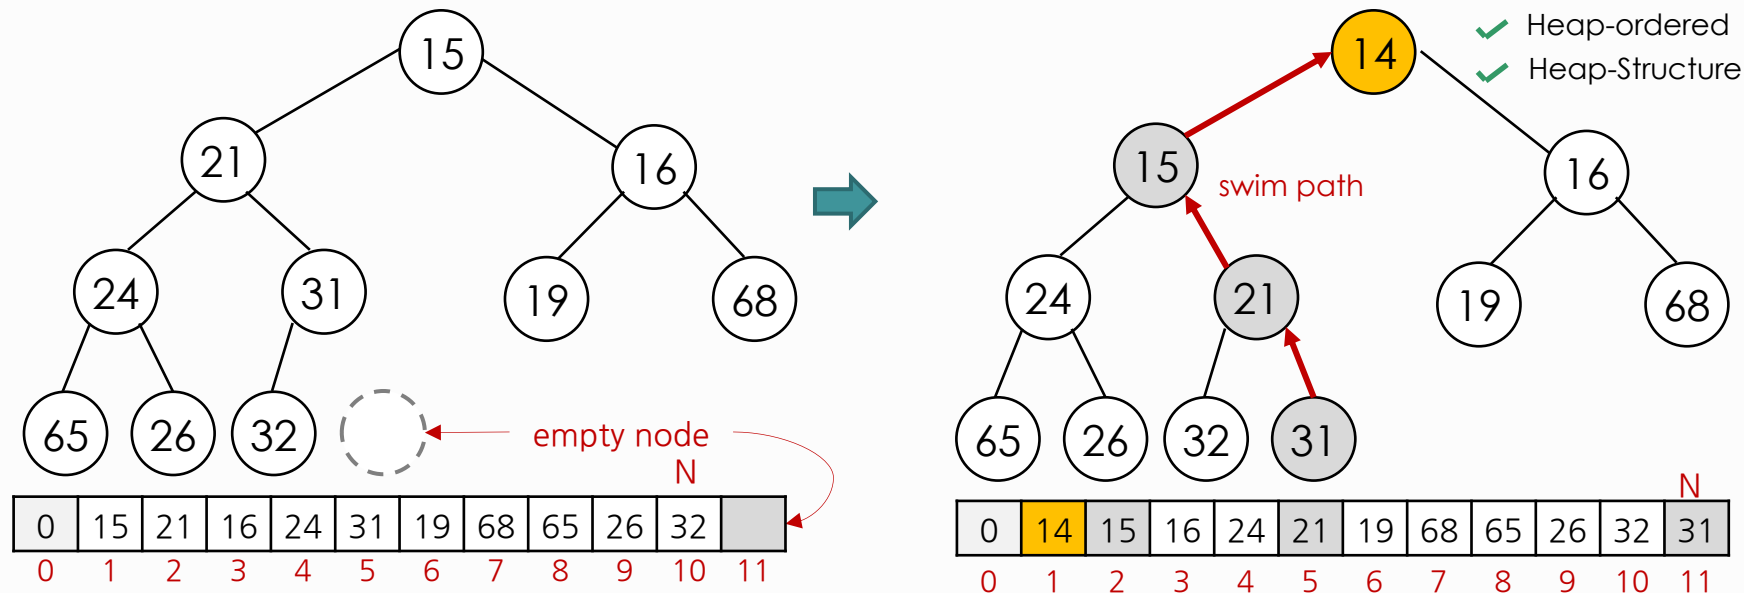 15
21
16
24
31
19
68
65
26
32
empty node
N
0 15 21 16 24 31 19 68 65 26 32
0 1 2 3 4 5 6 7 8 9 10 11
14
Heap-ordered
Heap-Structure
15
swim path
16
24
21
19
68
65
26
32
31
N
0 14 15 16 24 21 19 68 65 26 32 31
0 1 2 3 4 5 6 7 8 9 10 11